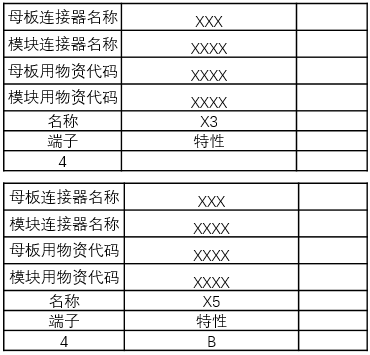 母板连接器名称 XXX
模块连接器名称 XXXX
母板用物资代码 XXXX
模块用物资代码 XXXX
名称 X3
端子 特性
4
母板连接器名称 XXX
模块连接器名称 XXXX
母板用物资代码 XXXX
模块用物资代码 XXXX
名称 X5
端子 特性
4 B